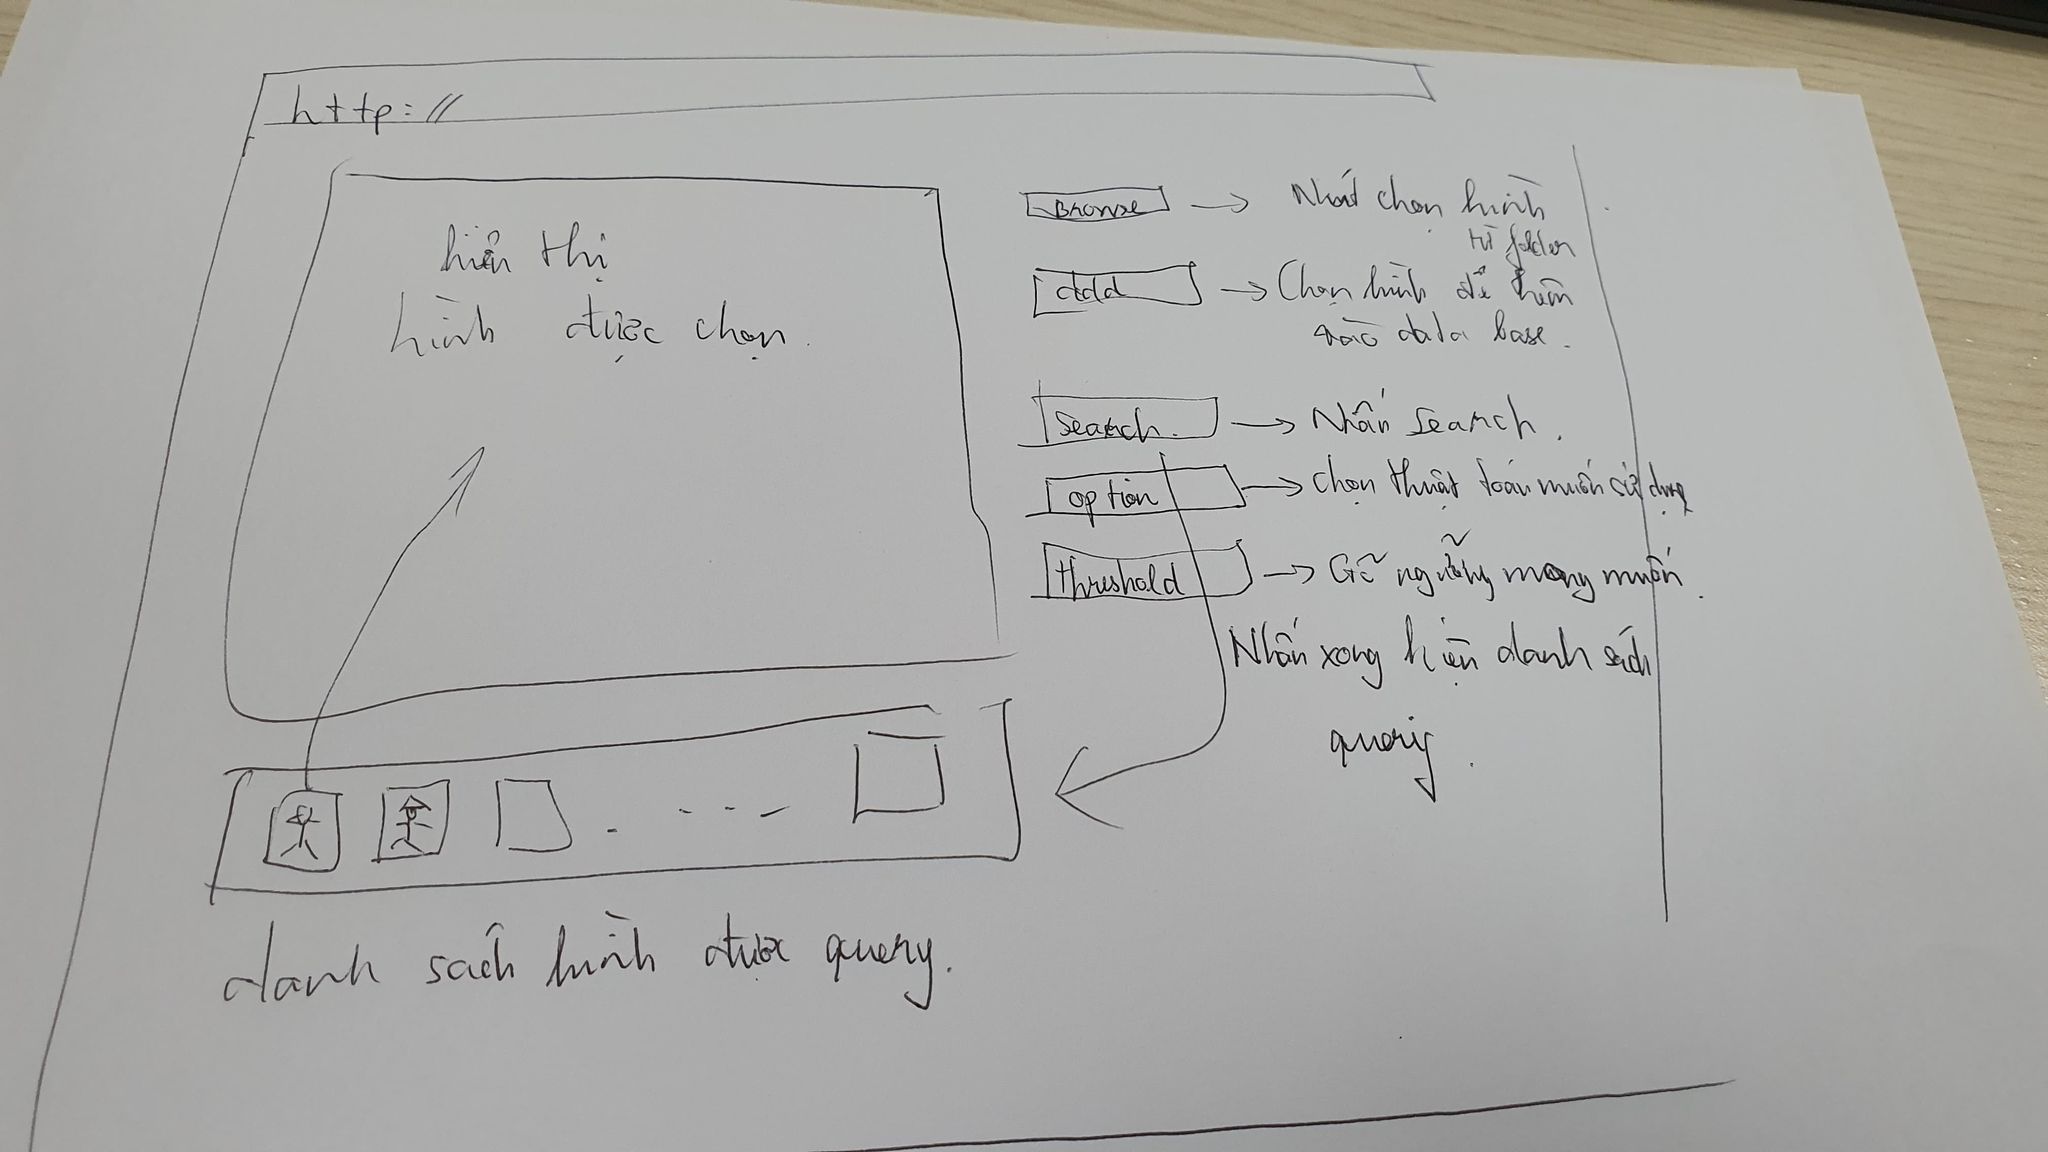 http://
hiển thị
hình được chọn.
Browse → Nhất chọn hình
từ folder
add → Chọn hình để thêm
vào data base.
Search. → Nhấn Search.
option → chọn thuật toán muốn sử dụng
threshold → Gõ ngưỡng mong muốn.
Nhấn xong hiện danh sách
query.
danh sách hình được query.